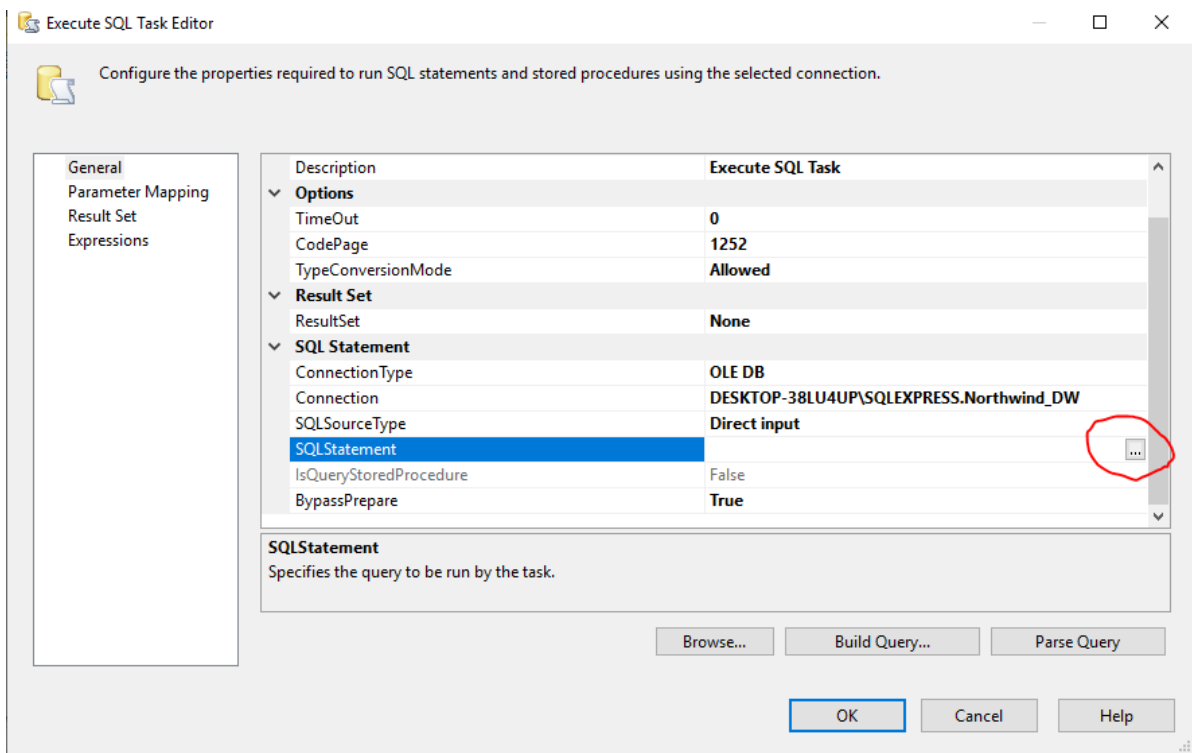 Execute SQL Task Editor
Configure the properties required to run SQL statements and stored procedures using the selected connection.
General
Parameter Mapping
Result Set
Expressions
Description Execute SQL Task
Options
TimeOut 0
CodePage 1252
TypeConversionMode Allowed
Result Set
ResultSet None
SQL Statement
ConnectionType OLE DB
Connection DESKTOP-38LU4UP\SQLEXPRESS.Northwind_DW
SQLSourceType Direct input
SQLStatement ...
IsQueryStoredProcedure False
BypassPrepare True
SQLStatement
Specifies the query to be run by the task.
Browse... Build Query... Parse Query
OK Cancel Help